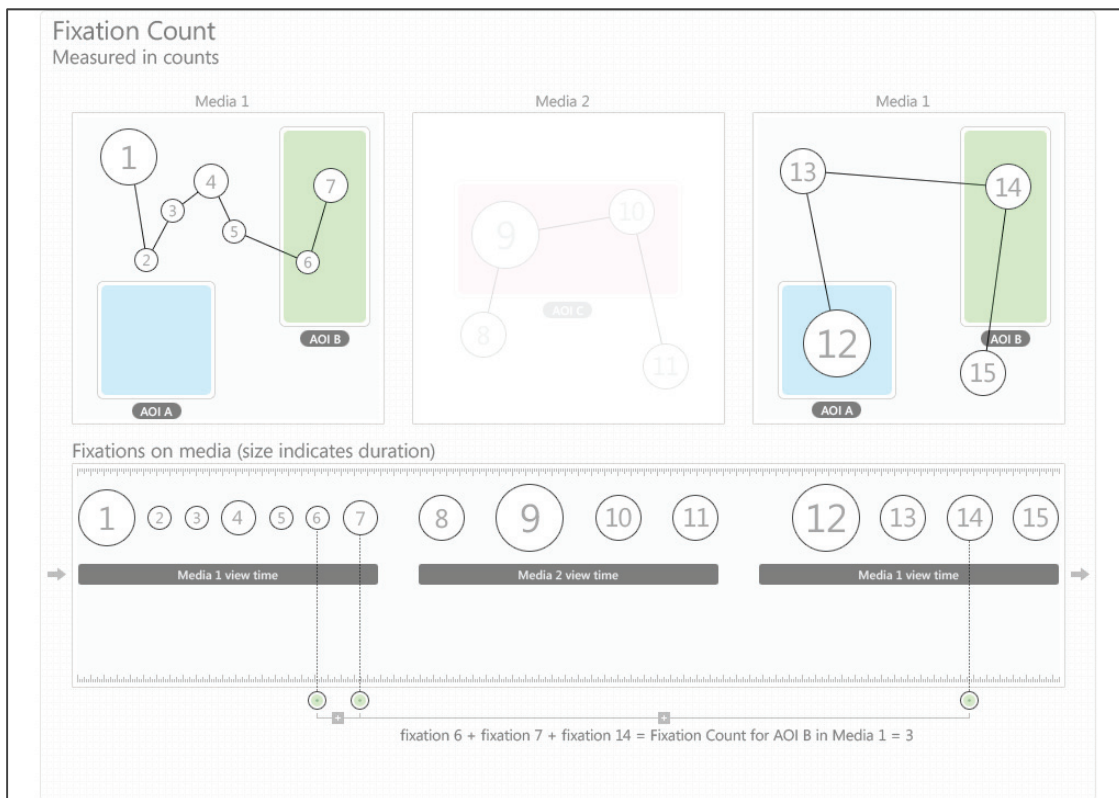 Fixation Count
Measured in counts
Media 1
Media 2
Media 1
1
2
3
4
5
6
7
AOI B
AOI A
8
9
10
11
AOI C
12
13
14
15
AOI B
AOI A
Fixations on media (size indicates duration)
1 2 3 4 5 6 7 8 9 10 11 12 13 14 15
Media 1 view time
Media 2 view time
Media 1 view time
+ +
fixation 6 + fixation 7 + fixation 14 = Fixation Count for AOI B in Media 1 = 3